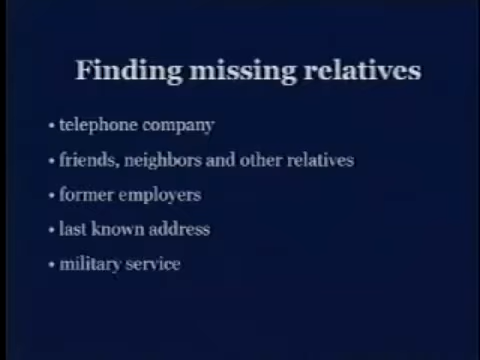 Finding missing relatives
• telephone company
• friends, neighbors and other relatives
• former employers
• last known address
• military service